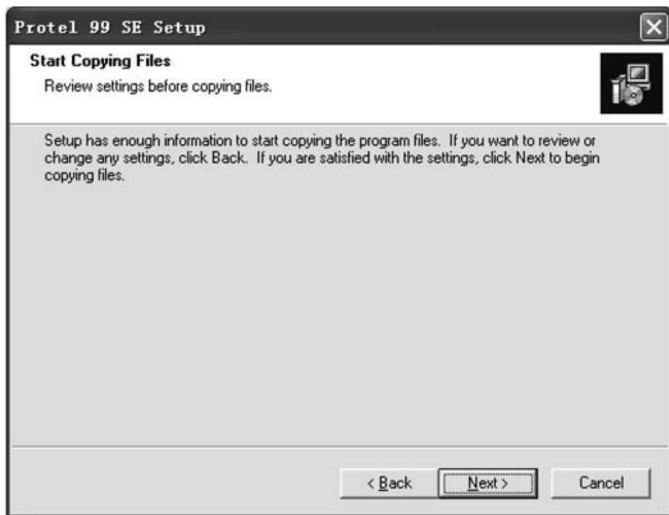 Protel 99 SE Setup
Start Copying Files
Review settings before copying files.
Setup has enough information to start copying the program files. If you want to review or
change any settings, click Back. If you are satisfied with the settings, click Next to begin
copying files.
< Back Next > Cancel